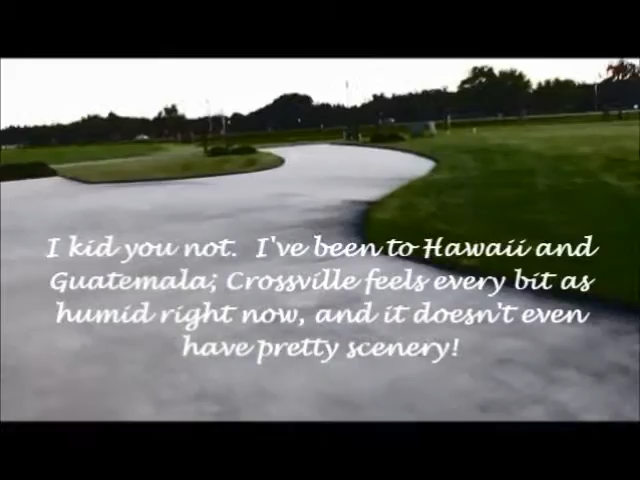 I kid you not.  I've been to Hawaii and
Guatemala; Crossville feels every bit as
humid right now, and it doesn't even
have pretty scenery!